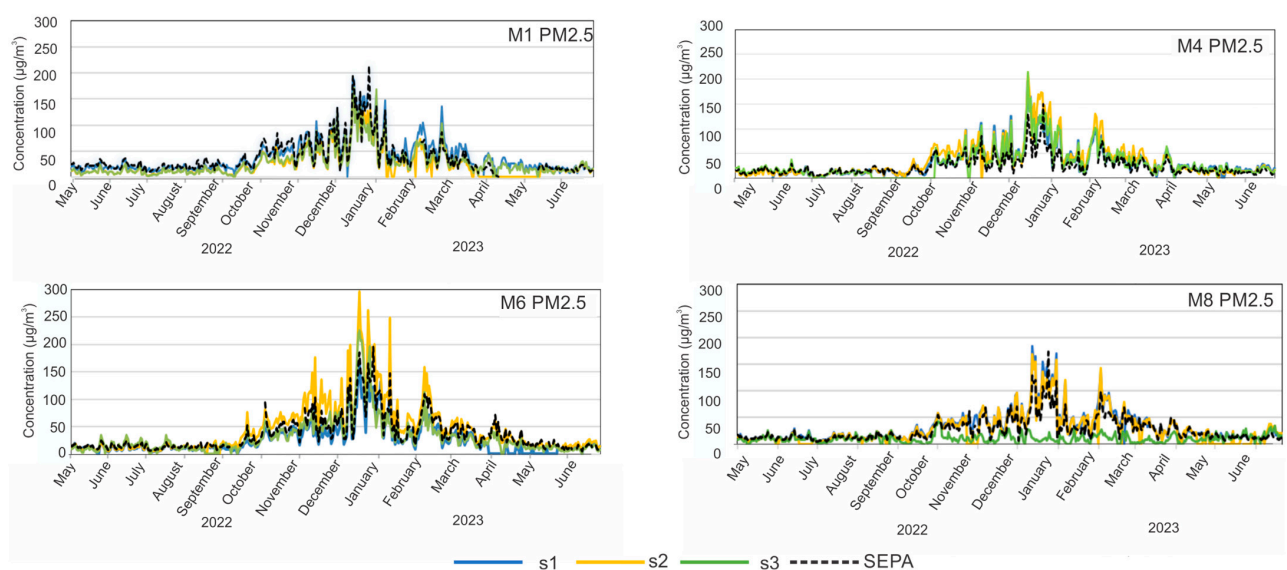 M1 PM2.5
Concentration (µg/m³)
300
250
200
150
100
50
0
May
June
July
August
September
October
November
December
January
February
March
April
May
June
2022
2023
M4 PM2.5
Concentration (µg/m³)
300
250
200
150
100
50
0
May
June
July
August
September
October
November
December
January
February
March
April
May
June
2022
2023
M6 PM2.5
Concentration (µg/m³)
300
250
200
150
100
50
0
May
June
July
August
September
October
November
December
January
February
March
April
May
June
2022
2023
M8 PM2.5
Concentration (µg/m³)
300
250
200
150
100
50
0
May
June
July
August
September
October
November
December
January
February
March
April
May
June
2022
2023
s1 s2 s3 SEPA